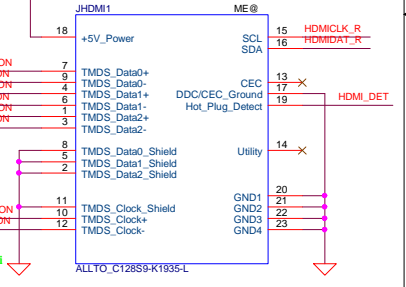 JHDMI1 ME@
18 +5V_Power
SCL 15 HDMICLK_R
SDA 16 HDMIDAT_R
7 TMDS_Data0+
9 TMDS_Data0-
4 TMDS_Data1+
6 TMDS_Data1-
1 TMDS_Data2+
3 TMDS_Data2-
CEC 13
DDC/CEC_Ground 17
Hot_Plug_Detect 19 HDMI_DET
8 TMDS_Data0_Shield
5 TMDS_Data1_Shield
2 TMDS_Data2_Shield
Utility 14
11 TMDS_Clock_Shield
10 TMDS_Clock+
12 TMDS_Clock-
GND1 20
GND2 21
GND3 22
GND4 23
ALLTO_C128S9-K1935-L